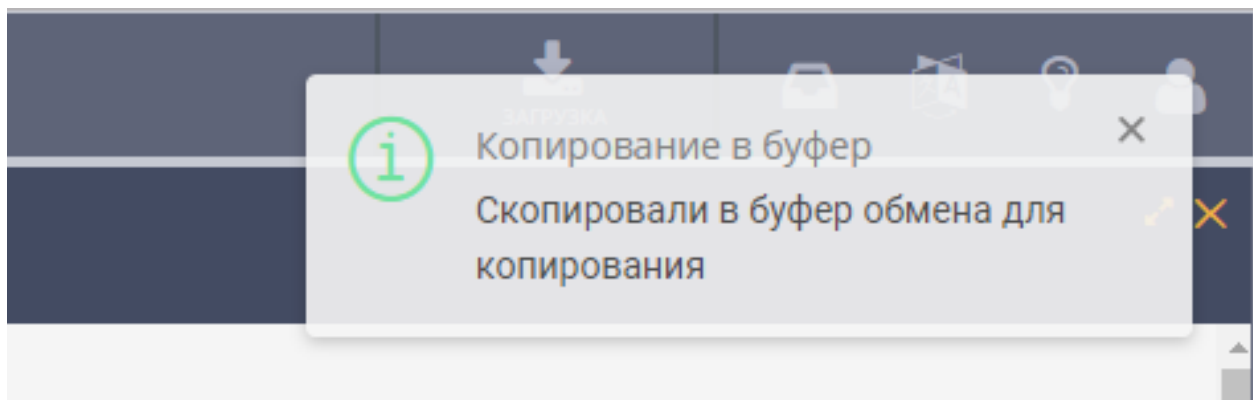 ЗАГРУЗКА
Копирование в буфер
Скопировали в буфер обмена для
копирования